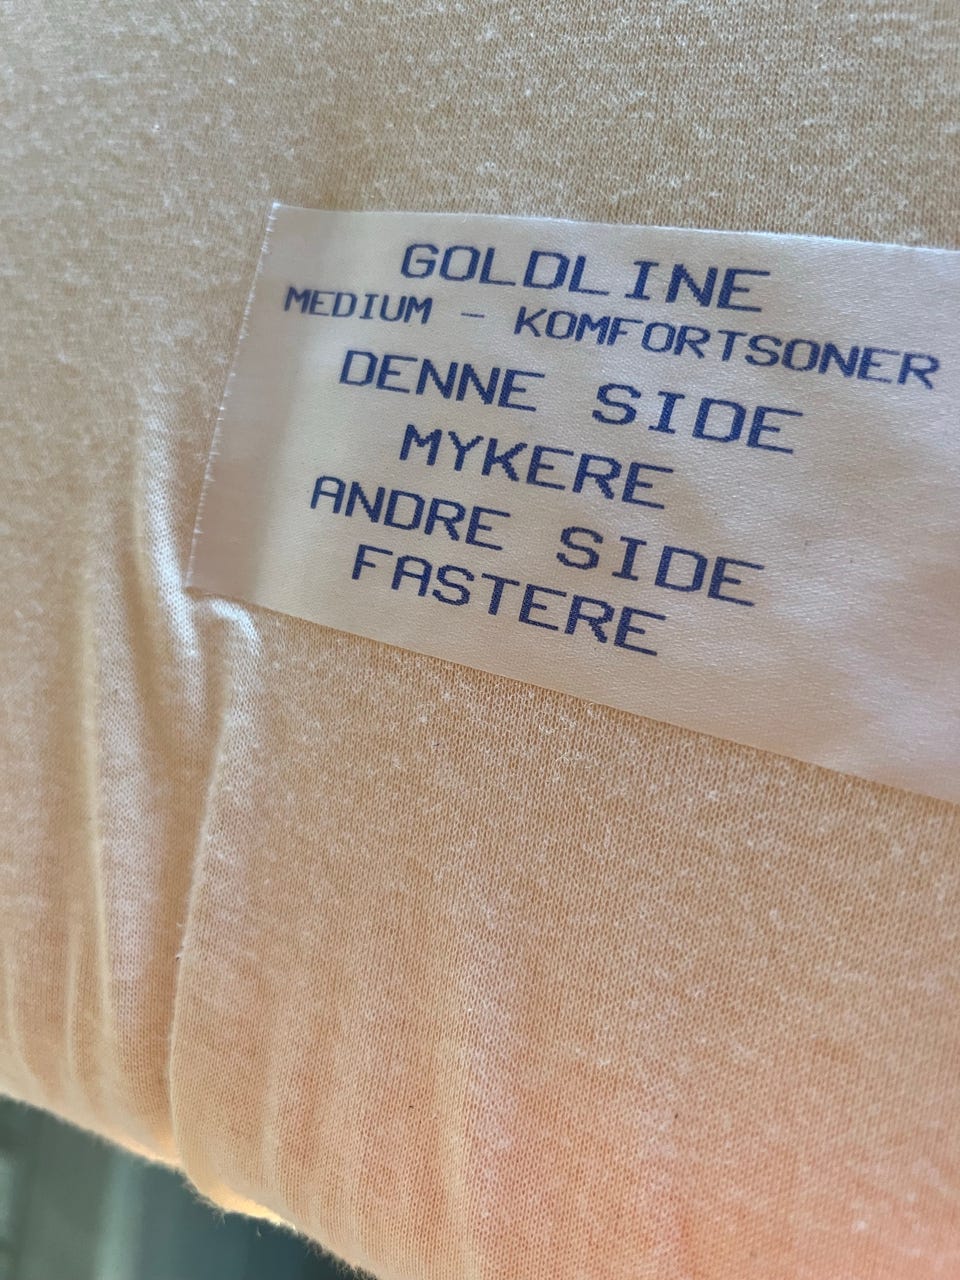 GOLDLINE
MEDIUM - KOMFORTSONER
DENNE SIDE
MYKERE
ANDRE SIDE
FASTERE